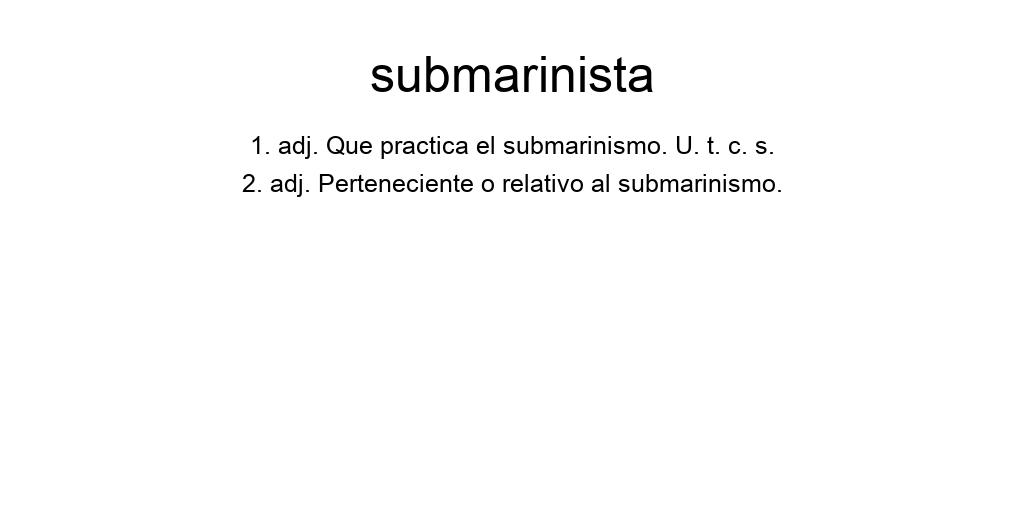 submarinista
1. adj. Que practica el submarinismo. U. t. c. s.
2. adj. Perteneciente o relativo al submarinismo.